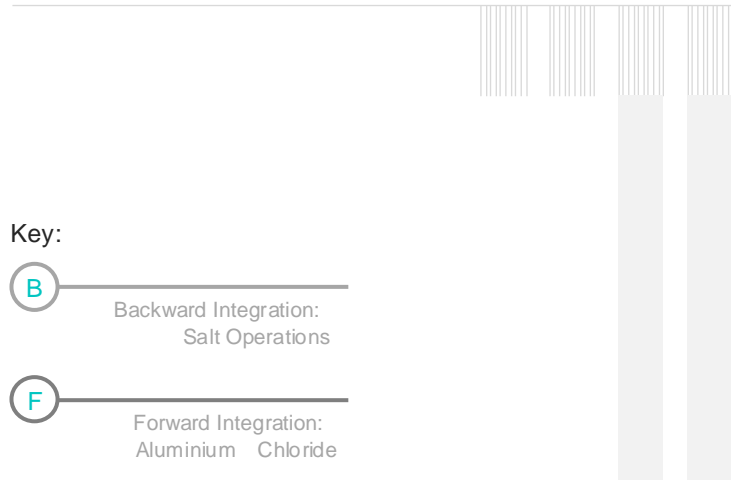 Key:
B
Backward Integration:
Salt Operations
F
Forward Integration:
Aluminium Chloride